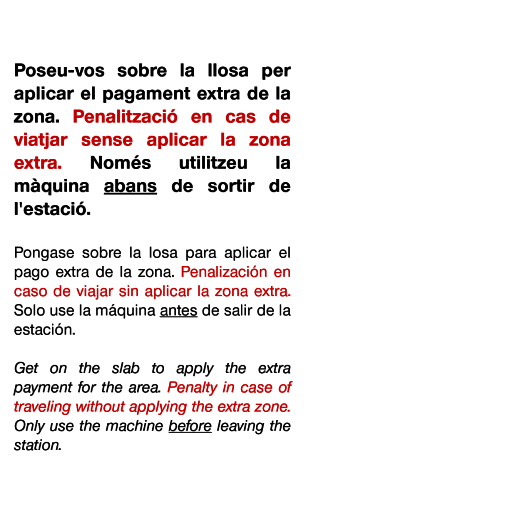 Poseu-vos sobre la llosa per
aplicar el pagament extra de la
zona. Penalització en cas de
viatjar sense aplicar la zona
extra. Només utilitzeu la
màquina abans de sortir de
l'estació.
Pongase sobre la losa para aplicar el
pago extra de la zona. Penalización en
caso de viajar sin aplicar la zona extra.
Solo use la máquina antes de salir de la
estación.
Get on the slab to apply the extra
payment for the area. Penalty in case of
traveling without applying the extra zone.
Only use the machine before leaving the
station.